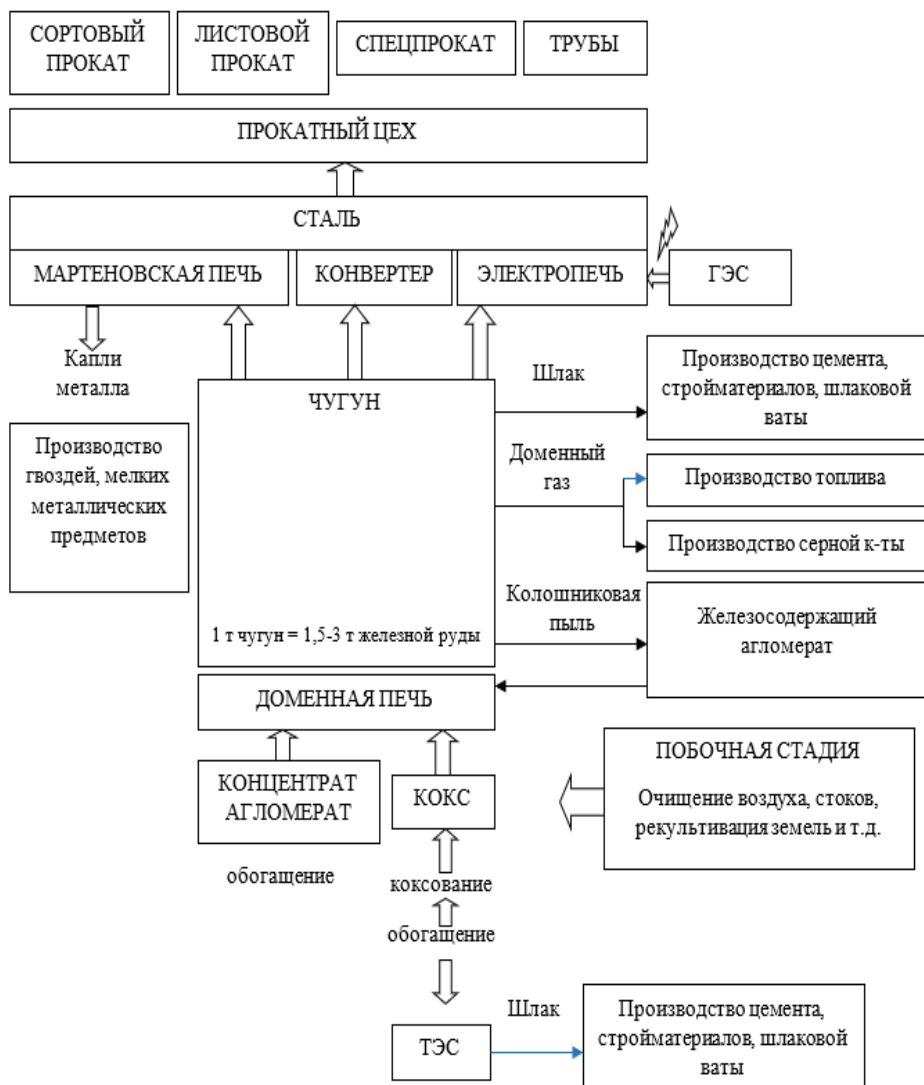 СОРТОВЫЙ
ПРОКАТ
ЛИСТОВОЙ
ПРОКАТ
СПЕЦПРОКАТ
ТРУБЫ
ПРОКАТНЫЙ ЦЕХ
СТАЛЬ
МАРТЕНОВСКАЯ ПЕЧЬ
КОНВЕРТЕР
ЭЛЕКТРОПЕЧЬ
ГЭС
Капли
металла
Производство
гвоздей, мелких
металлических
предметов
ЧУГУН
1 т чугун = 1,5-3 т железной руды
Шлак
Производство цемента,
стройматериалов, шлаковой
ваты
Доменный
газ
Производство топлива
Производство серной к-ты
Колошниковая
пыль
Железосодержащий
агломерат
ДОМЕННАЯ ПЕЧЬ
КОНЦЕНТРАТ
АГЛОМЕРАТ
КОКС
ПОБОЧНАЯ СТАДИЯ
Очищение воздуха, стоков,
рекультивация земель и т.д.
обогащение
коксование
обогащение
ТЭС
Шлак
Производство цемента,
стройматериалов, шлаковой
ваты